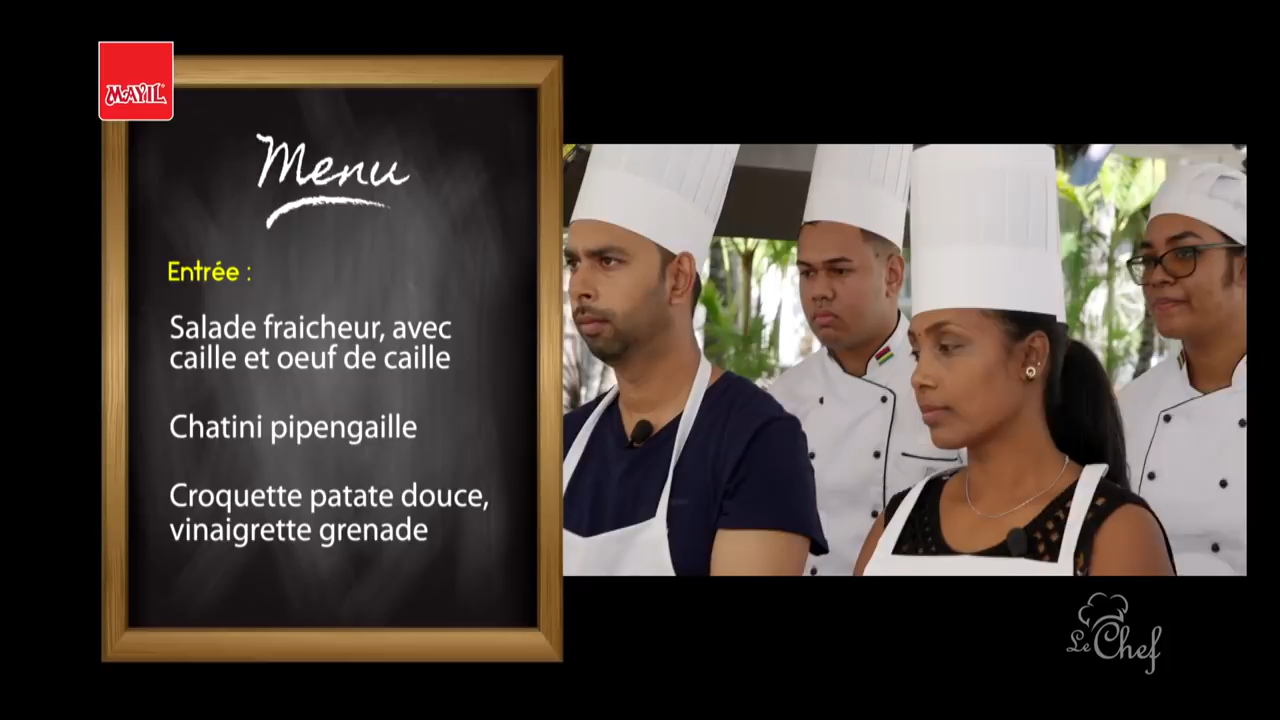 MAYIL
Menu
Entrée :
Salade fraicheur, avec
caille et oeuf de caille
Chatini pipengaille
Croquette patate douce,
vinaigrette grenade
Le Chef